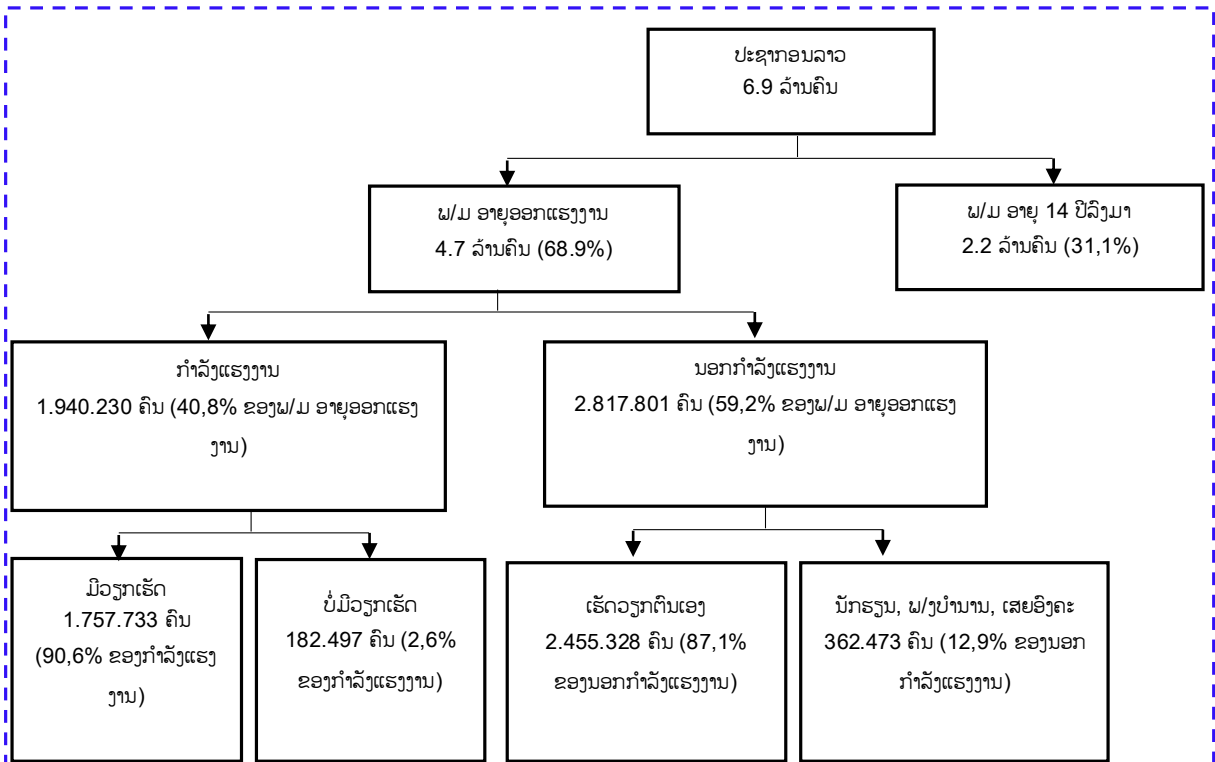 ປະຊາກອນລາວ
6.9 ລ້ານຄົນ
ພ/ມ ອາຍຸອອກແຮງງານ
4.7 ລ້ານຄົນ (68.9%)
ພ/ມ ອາຍຸ 14 ປີລົງມາ
2.2 ລ້ານຄົນ (31,1%)
ກຳລັງແຮງງານ
1.940.230 ຄົນ (40,8% ຂອງພ/ມ ອາຍຸອອກແຮງ
ງານ)
ນອກກຳລັງແຮງງານ
2.817.801 ຄົນ (59,2% ຂອງພ/ມ ອາຍຸອອກແຮງ
ງານ)
ມີວຽກເຮັດ
1.757.733 ຄົນ
(90,6% ຂອງກຳລັງແຮງ
ງານ)
ບໍ່ມີວຽກເຮັດ
182.497 ຄົນ (2,6%
ຂອງກຳລັງແຮງງານ)
ເຮັດວຽກຕົນເອງ
2.455.328 ຄົນ (87,1%
ຂອງນອກກຳລັງແຮງງານ)
ນັກຮຽນ, ພ/ງບຳນານ, ເສຍອົງຄະ
362.473 ຄົນ (12,9% ຂອງນອກ
ກຳລັງແຮງງານ)